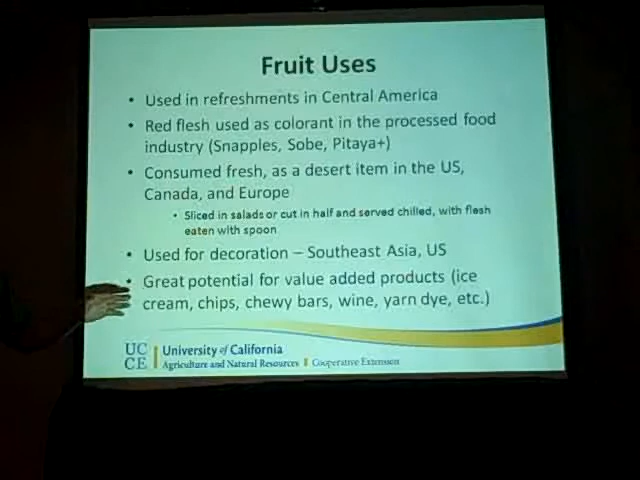 Fruit Uses
• Used in refreshments in Central America
• Red flesh used as colorant in the processed food
industry (Snapples, Sobe, Pitaya+)
• Consumed fresh, as a desert item in the US,
Canada, and Europe
• Sliced in salads or cut in half and served chilled, with flesh
eaten with spoon
• Used for decoration – Southeast Asia, US
• Great potential for value added products (ice
cream, chips, chewy bars, wine, yarn dye, etc.)
UC University of California
CE Agriculture and Natural Resources Cooperative Extension